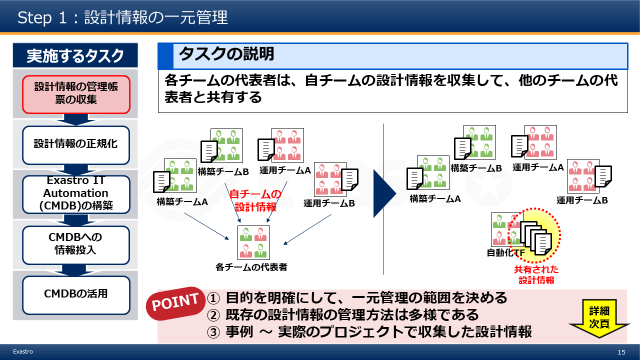 Step 1：設計情報の一元管理
実施するタスク
設計情報の管理帳
票の収集
設計情報の正規化
Exastro IT
Automation
(CMDB)の構築
CMDBへの
情報投入
CMDBの活用
タスクの説明
各チームの代表者は、自チームの設計情報を収集して、他のチームの代
表者と共有する
構築チームB
運用チームA
構築チームA
自チームの
設計情報
運用チームB
各チームの代表者
構築チームB
運用チームA
構築チームA
運用チームB
自動化TF
共有された
設計情報
POINT
① 目的を明確にして、一元管理の範囲を決める
② 既存の設計情報の管理方法は多様である
③ 事例 ～ 実際のプロジェクトで収集した設計情報
詳細
次頁
Exastro
15